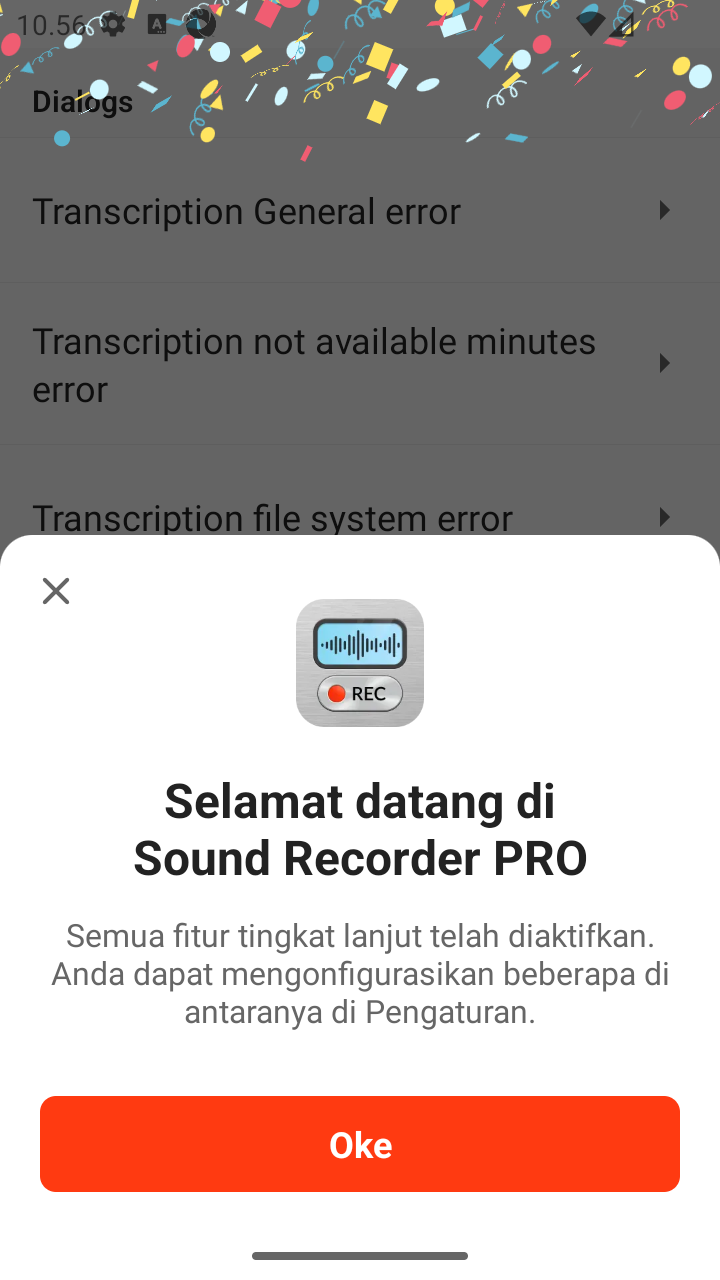 10.56
Dialogs
Transcription General error
Transcription not available minutes
error
Transcription file system error
REC
Selamat datang di
Sound Recorder PRO
Semua fitur tingkat lanjut telah diaktifkan.
Anda dapat mengonfigurasikan beberapa di
antaranya di Pengaturan.
Oke